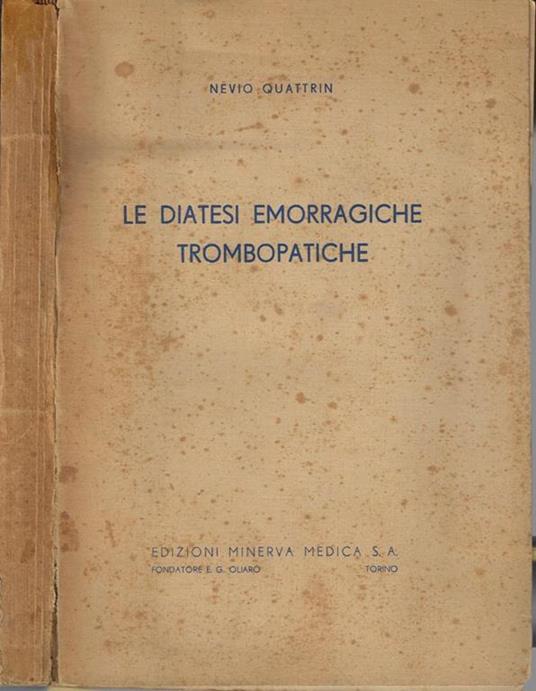 NEVIO QUATTRIN
LE DIATESI EMORRAGICHE
TROMBOPATICHE
EDIZIONI MINERVA MEDICA S. A.
FONDATORE E. G. OLIARO TORINO